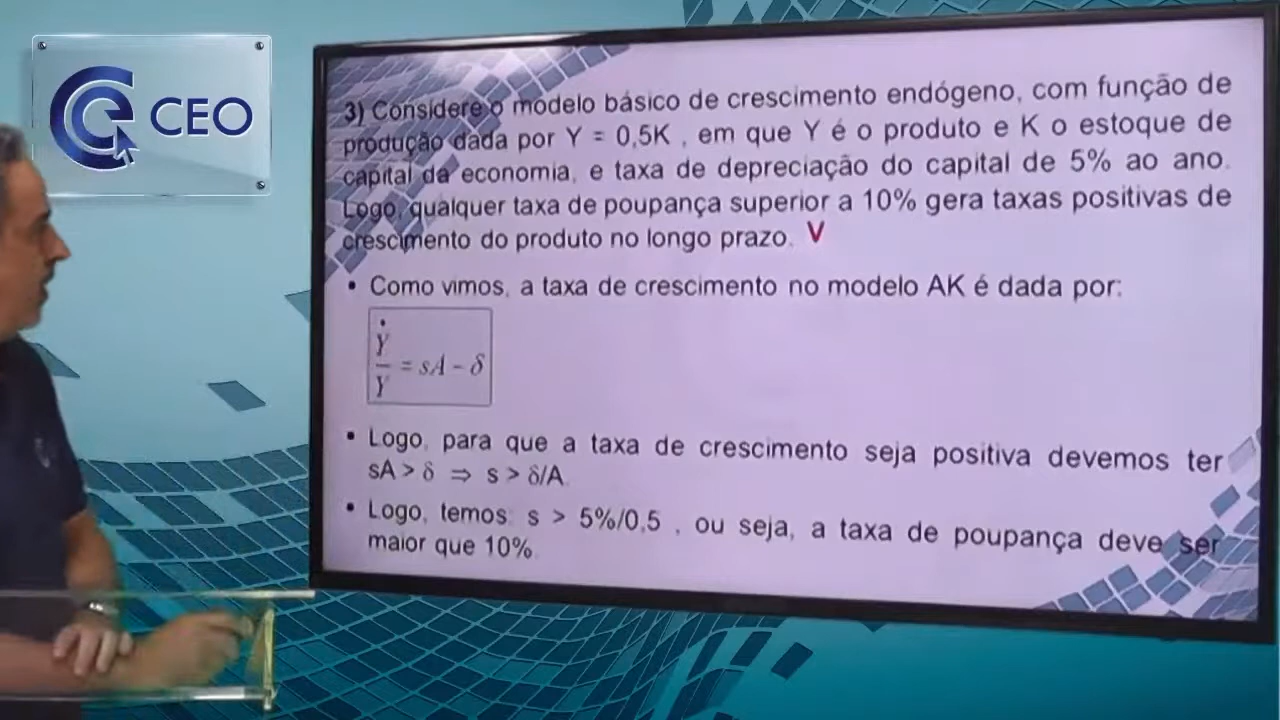 CEO
3) Considere o modelo básico de crescimento endógeno, com função de
produção dada por Y = 0,5K , em que Y é o produto e K o estoque de
capital da economia, e taxa de depreciação do capital de 5% ao ano.
Logo, qualquer taxa de poupança superior a 10% gera taxas positivas de
crescimento do produto no longo prazo. V
• Como vimos, a taxa de crescimento no modelo AK é dada por:
Ẏ/Y = sA − δ
• Logo, para que a taxa de crescimento seja positiva devemos ter
sA > δ ⇒ s > δ/A.
• Logo, temos: s > 5%/0,5 , ou seja, a taxa de poupança deve ser
maior que 10%.